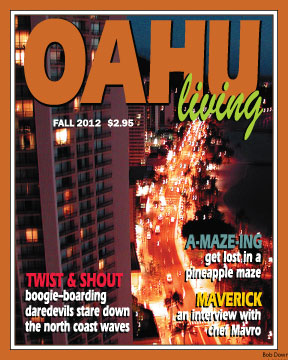 OAHU
living
FALL 2012 $2.95
A-MAZE-ING
get lost in a
pineapple maze
TWIST & SHOUT
boogie–boarding
daredevils stare down
the north coast waves
MAVERICK
an interview with
chef Mavro
Bob Dow